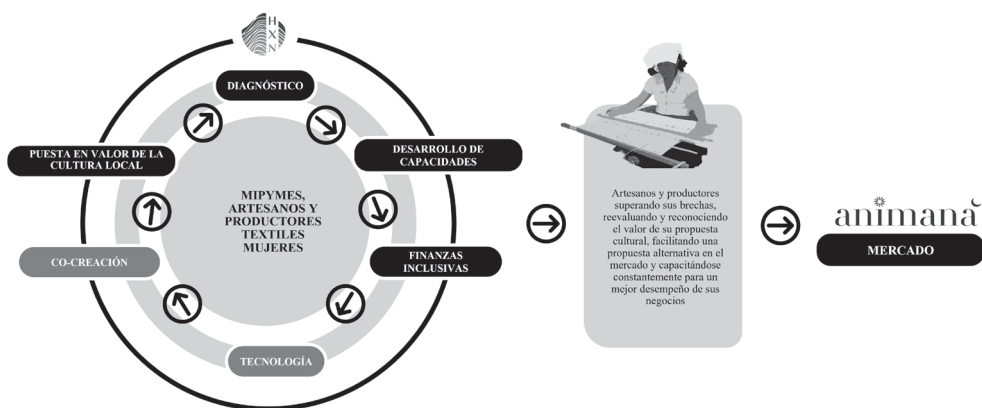 HXN
DIAGNÓSTICO
DESARROLLO DE
CAPACIDADES
FINANZAS
INCLUSIVAS
TECNOLOGÍA
CO-CREACIÓN
PUESTA EN VALOR DE LA
CULTURA LOCAL
MIPYMES,
ARTESANOS Y
PRODUCTORES
TEXTILES
MUJERES
Artesanos y productores
superando sus brechas,
reevaluando y reconociendo
el valor de su propuesta
cultural, facilitando una
propuesta alternativa en el
mercado y capacitándose
constantemente para un
mejor desempeño de sus
negocios
animaná
MERCADO